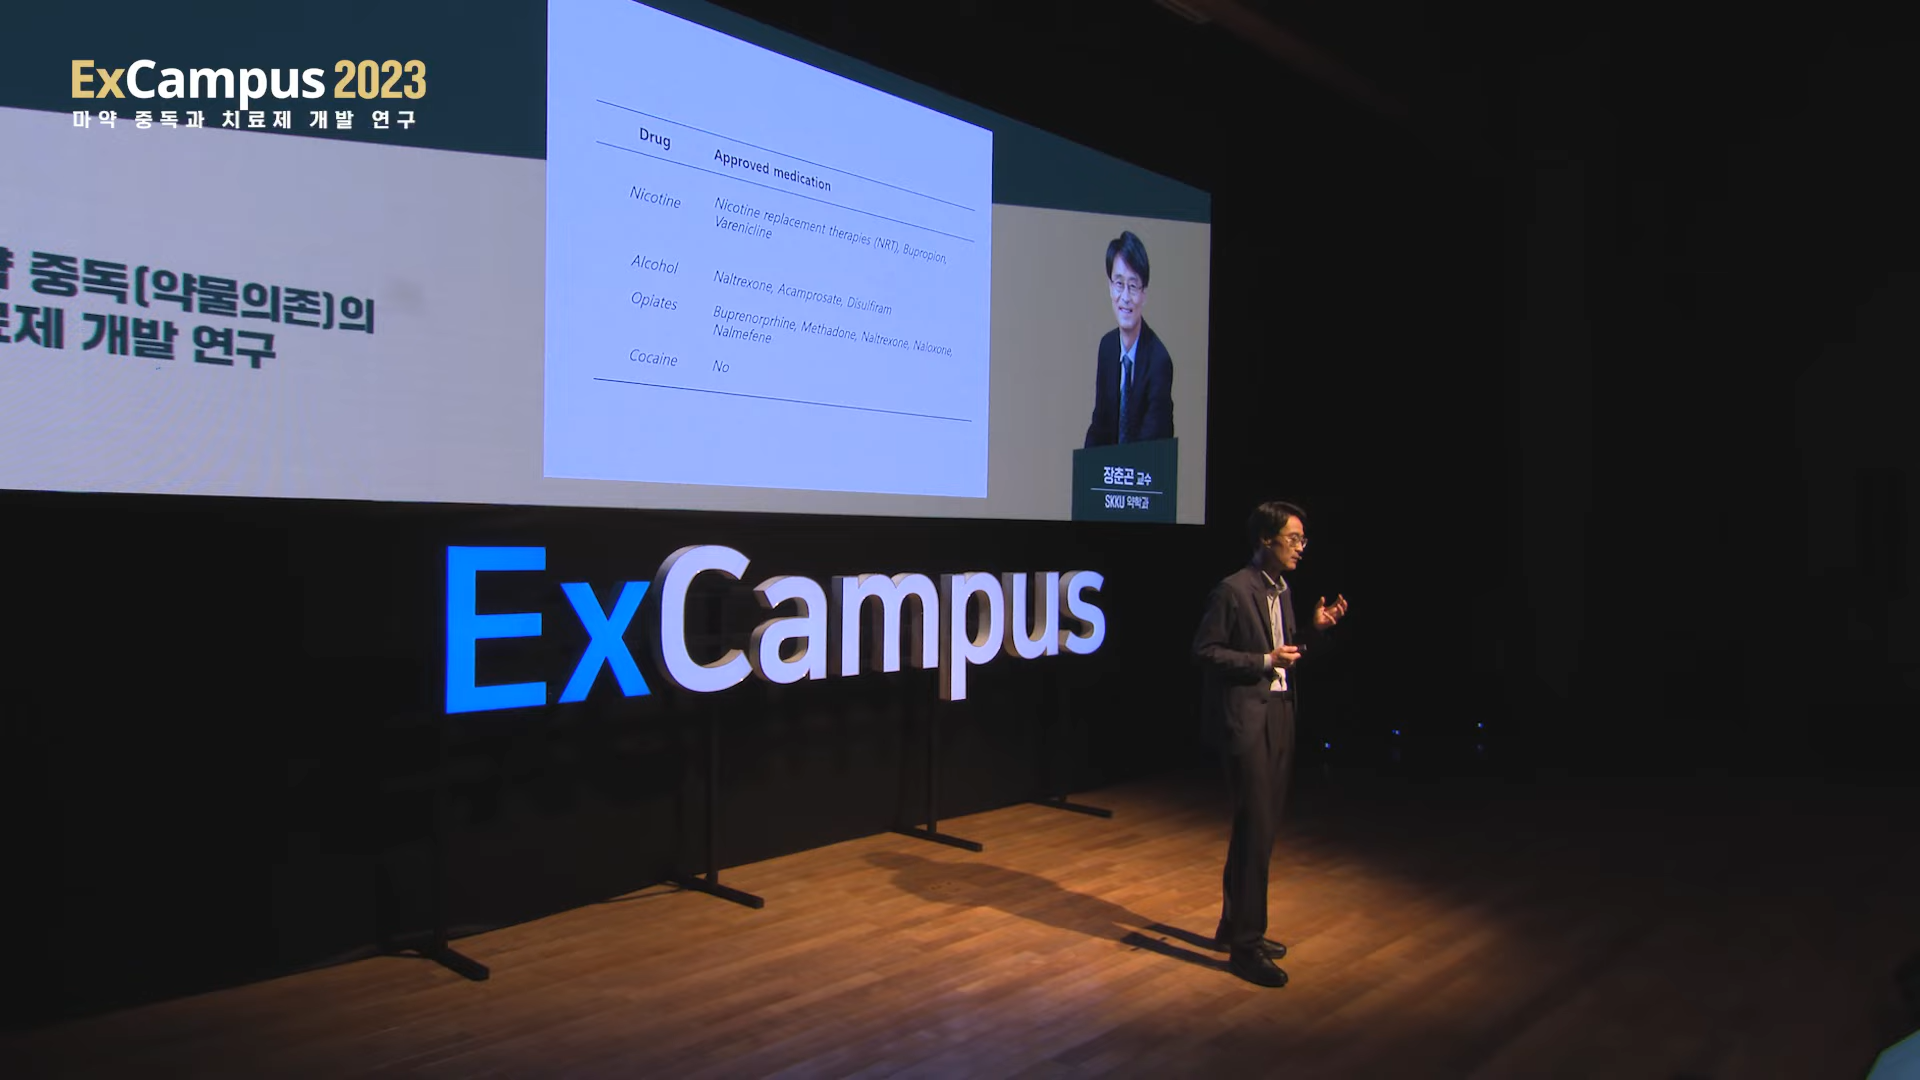 ExCampus 2023
마약 중독과 치료제 개발 연구
중독(약물의존)의
제 개발 연구
Drug Approved medication
Nicotine Nicotine replacement therapies (NRT), Bupropion,
Varenicline
Alcohol Naltrexone, Acamprosate, Disulfiram
Opiates Buprenorprhine, Methadone, Naltrexone, Naloxone,
Nalmefene
Cocaine No
장춘곤 교수
SKKU 약학과
ExCampus